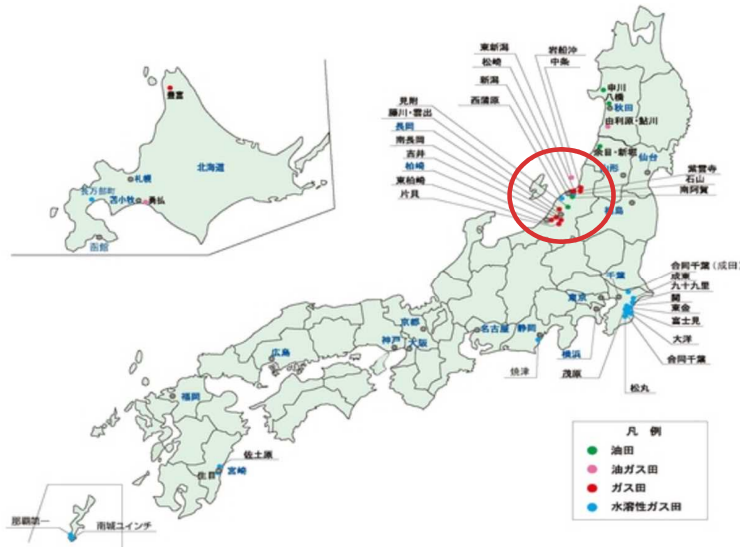 豊富
北海道
札幌
長万部町
苫小牧
勇払
函館
東新潟
松崎
新潟
西蒲原
岩船沖
中条
見附
藤川・雲出
長岡
南長岡
吉井
柏崎
東柏崎
片貝
申川
八橋
秋田
由利原・鮎川
余目・新堀
山形
仙台
紫雲寺
石山
南阿賀
福島
合同千葉(成田)
成東
九十九里
関
東金
富士見
大洋
合同千葉
千葉
東京
横浜
茂原
松丸
名古屋
静岡
焼津
京都
神戸
大阪
広島
福岡
佐土原
生目
宮崎
那覇第一
南城ユインチ
凡 例
油田
油ガス田
ガス田
水溶性ガス田